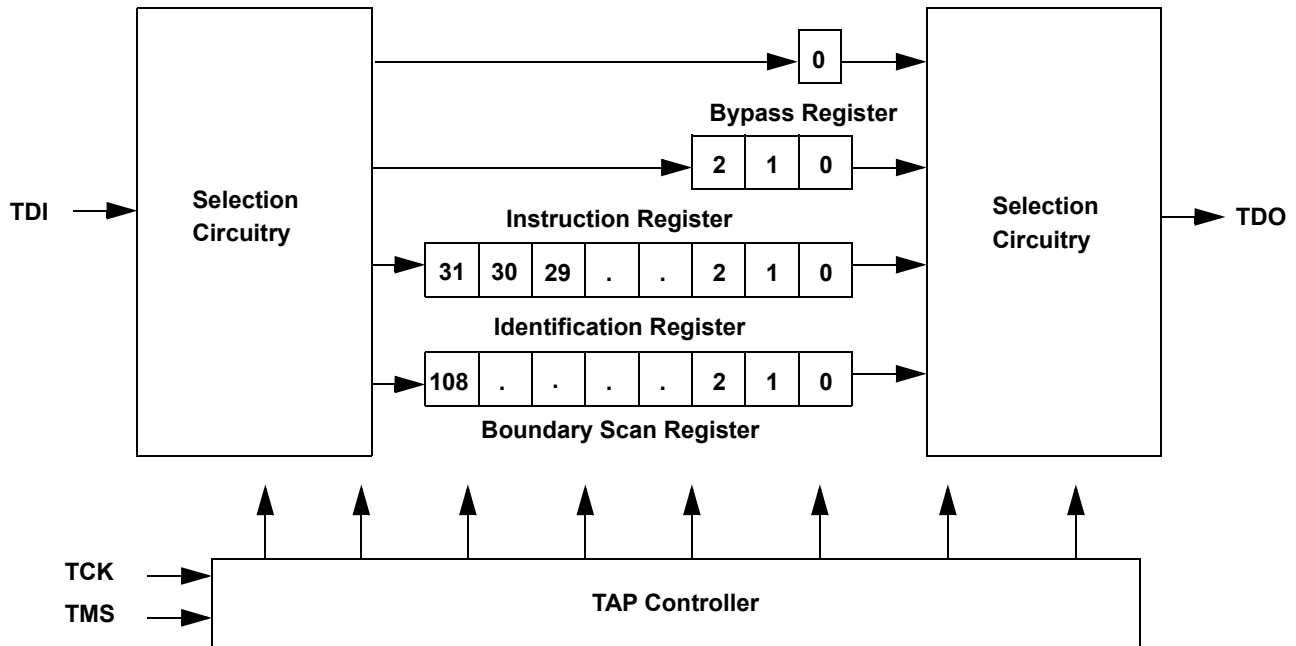 0
Bypass Register
2 1 0
TDI
Selection
Circuitry
Instruction Register
Selection
Circuitry
TDO
31 30 29 . . 2 1 0
Identification Register
108 . . . . 2 1 0
Boundary Scan Register
TCK
TMS
TAP Controller